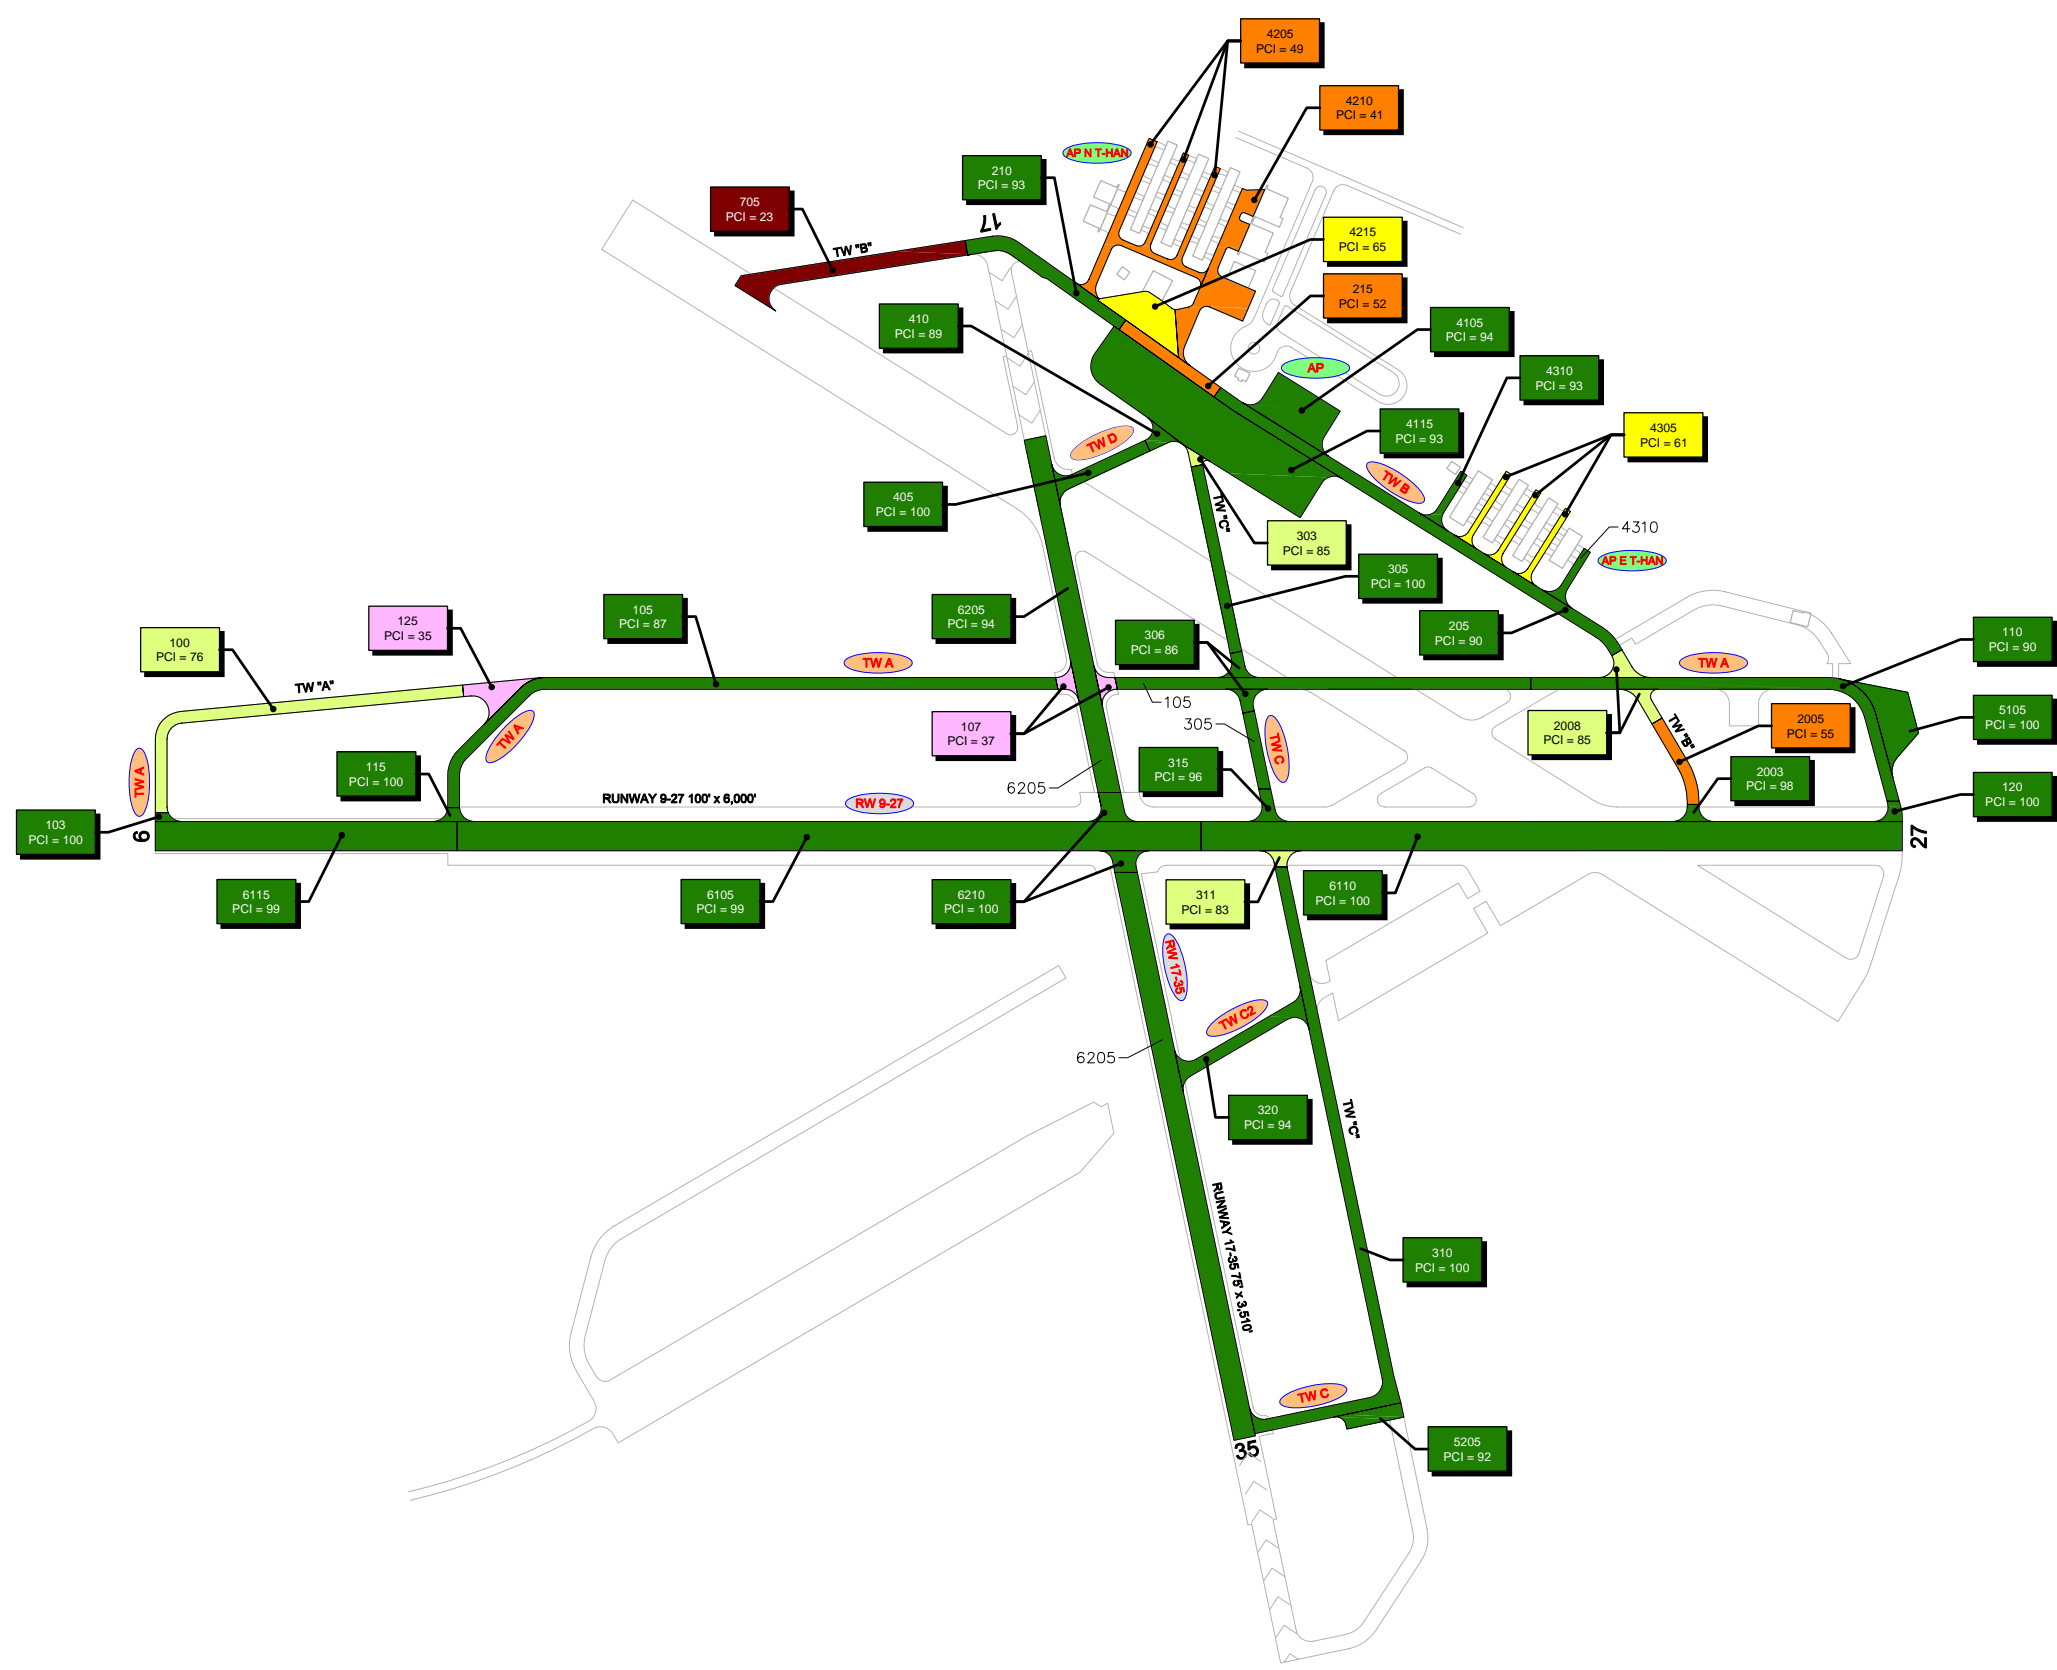 4205
PCI = 49
4210
PCI = 41
AP N T-HAN
210
PCI = 93
705
PCI = 23
17
4215
PCI = 65
TW "B"
215
PCI = 52
410
PCI = 89
4105
PCI = 94
AP
4310
PCI = 93
4115
PCI = 93
4305
PCI = 61
TW D
TW B
405
PCI = 100
TW "C"
303
PCI = 85
4310
AP E T-HAN
305
PCI = 100
125
PCI = 35
105
PCI = 87
6205
PCI = 94
306
PCI = 86
205
PCI = 90
110
PCI = 90
100
PCI = 76
TW A
TW A
TW "A"
105
107
PCI = 37
305
2008
PCI = 85
TW "B"
2005
PCI = 55
5105
PCI = 100
TW A
TW A
TW C
115
PCI = 100
315
PCI = 96
2003
PCI = 98
6205
120
PCI = 100
RUNWAY 9-27 100' x 6,000'
RW 9-27
103
PCI = 100
9
27
6115
PCI = 99
6105
PCI = 99
6210
PCI = 100
311
PCI = 83
6110
PCI = 100
RW 17-35
TW C2
6205
320
PCI = 94
TW "C"
RUNWAY 17-35 75' x 3,510'
310
PCI = 100
TW C
35
5205
PCI = 92